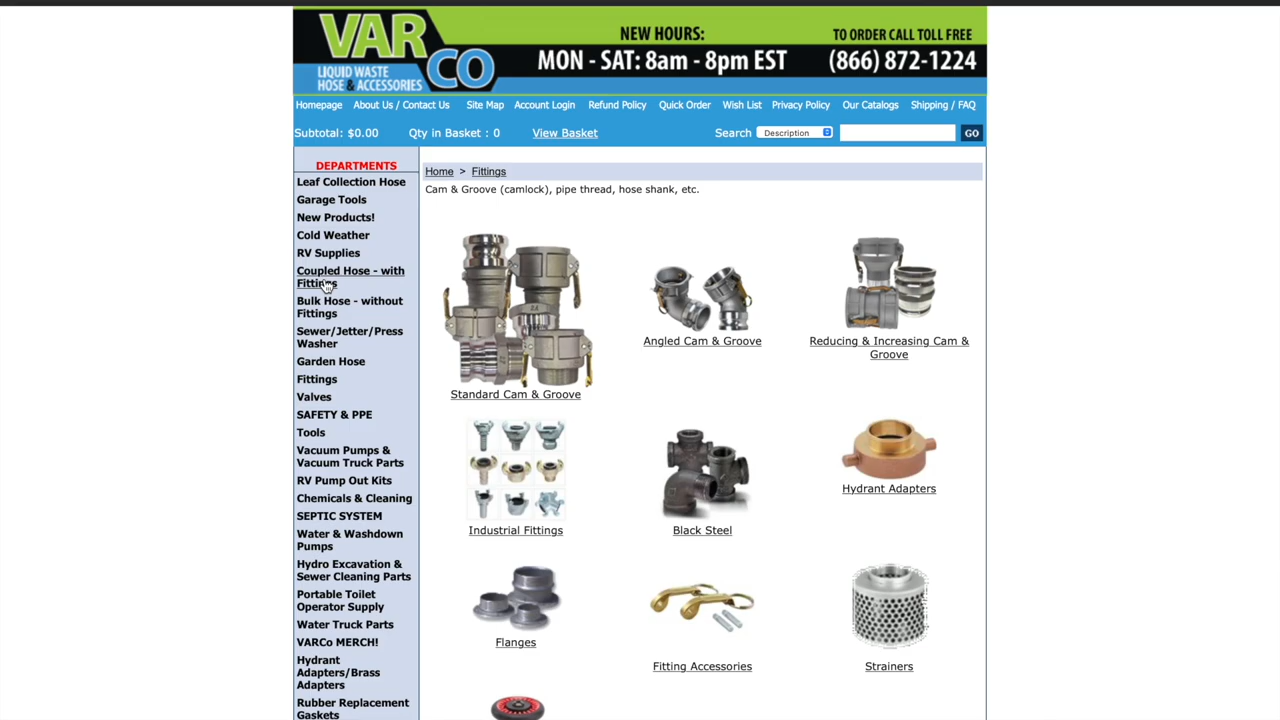 VAR CO
LIQUID WASTE
HOSE & ACCESSORIES
NEW HOURS:
MON - SAT: 8am - 8pm EST
TO ORDER CALL TOLL FREE
(866) 872-1224
Homepage About Us / Contact Us Site Map Account Login Refund Policy Quick Order Wish List Privacy Policy Our Catalogs Shipping / FAQ
Subtotal: $0.00 Qty in Basket : 0 View Basket Search Description GO
DEPARTMENTS
Leaf Collection Hose
Garage Tools
New Products!
Cold Weather
RV Supplies
Coupled Hose - with
Fittings
Bulk Hose - without
Fittings
Sewer/Jetter/Press
Washer
Garden Hose
Fittings
Valves
SAFETY & PPE
Tools
Vacuum Pumps &
Vacuum Truck Parts
RV Pump Out Kits
Chemicals & Cleaning
SEPTIC SYSTEM
Water & Washdown
Pumps
Hydro Excavation &
Sewer Cleaning Parts
Portable Toilet
Operator Supply
Water Truck Parts
VARCo MERCH!
Hydrant
Adapters/Brass
Adapters
Rubber Replacement
Gaskets
Home > Fittings
Cam & Groove (camlock), pipe thread, hose shank, etc.
Standard Cam & Groove
Angled Cam & Groove
Reducing & Increasing Cam &
Groove
Industrial Fittings
Black Steel
Hydrant Adapters
Flanges
Fitting Accessories
Strainers